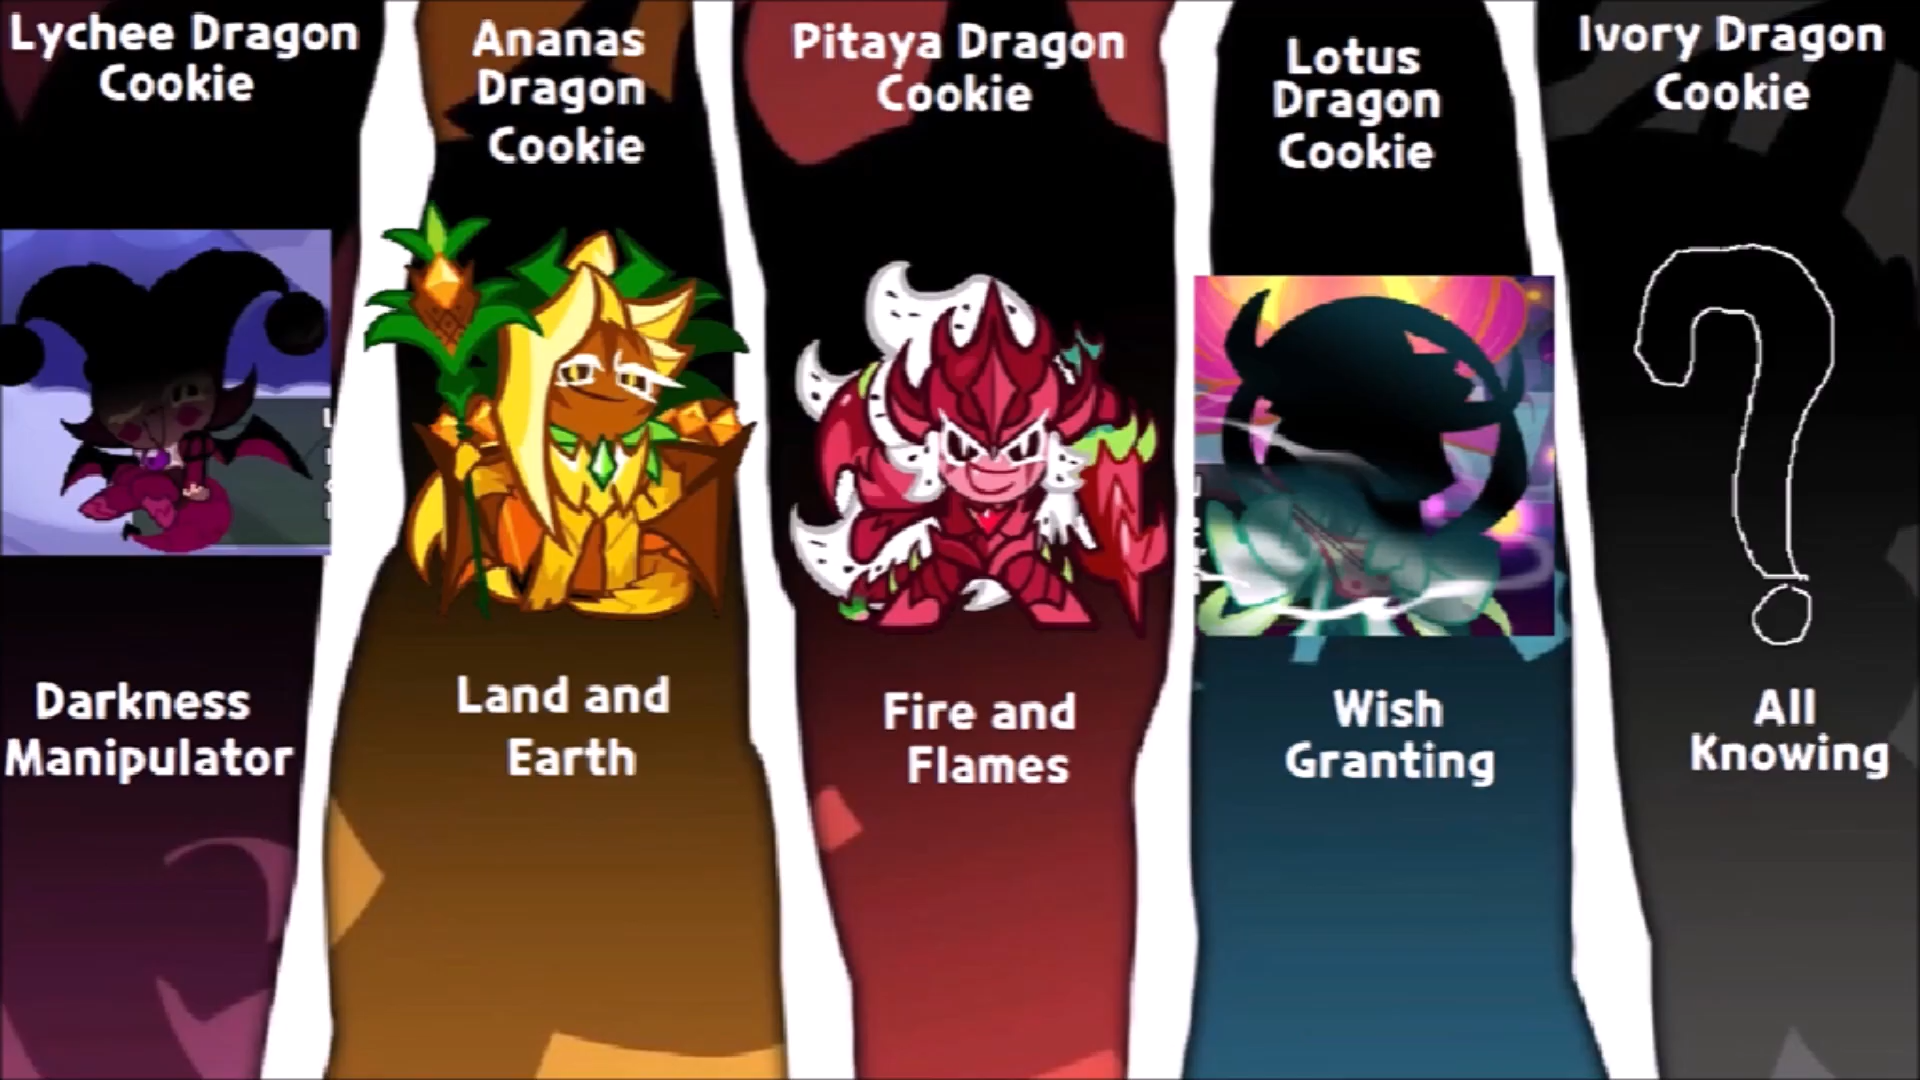 Lychee Dragon
Cookie
Ananas
Dragon
Cookie
Pitaya Dragon
Cookie
Lotus
Dragon
Cookie
Ivory Dragon
Cookie
Darkness
Manipulator
Land and
Earth
Fire and
Flames
Wish
Granting
All
Knowing